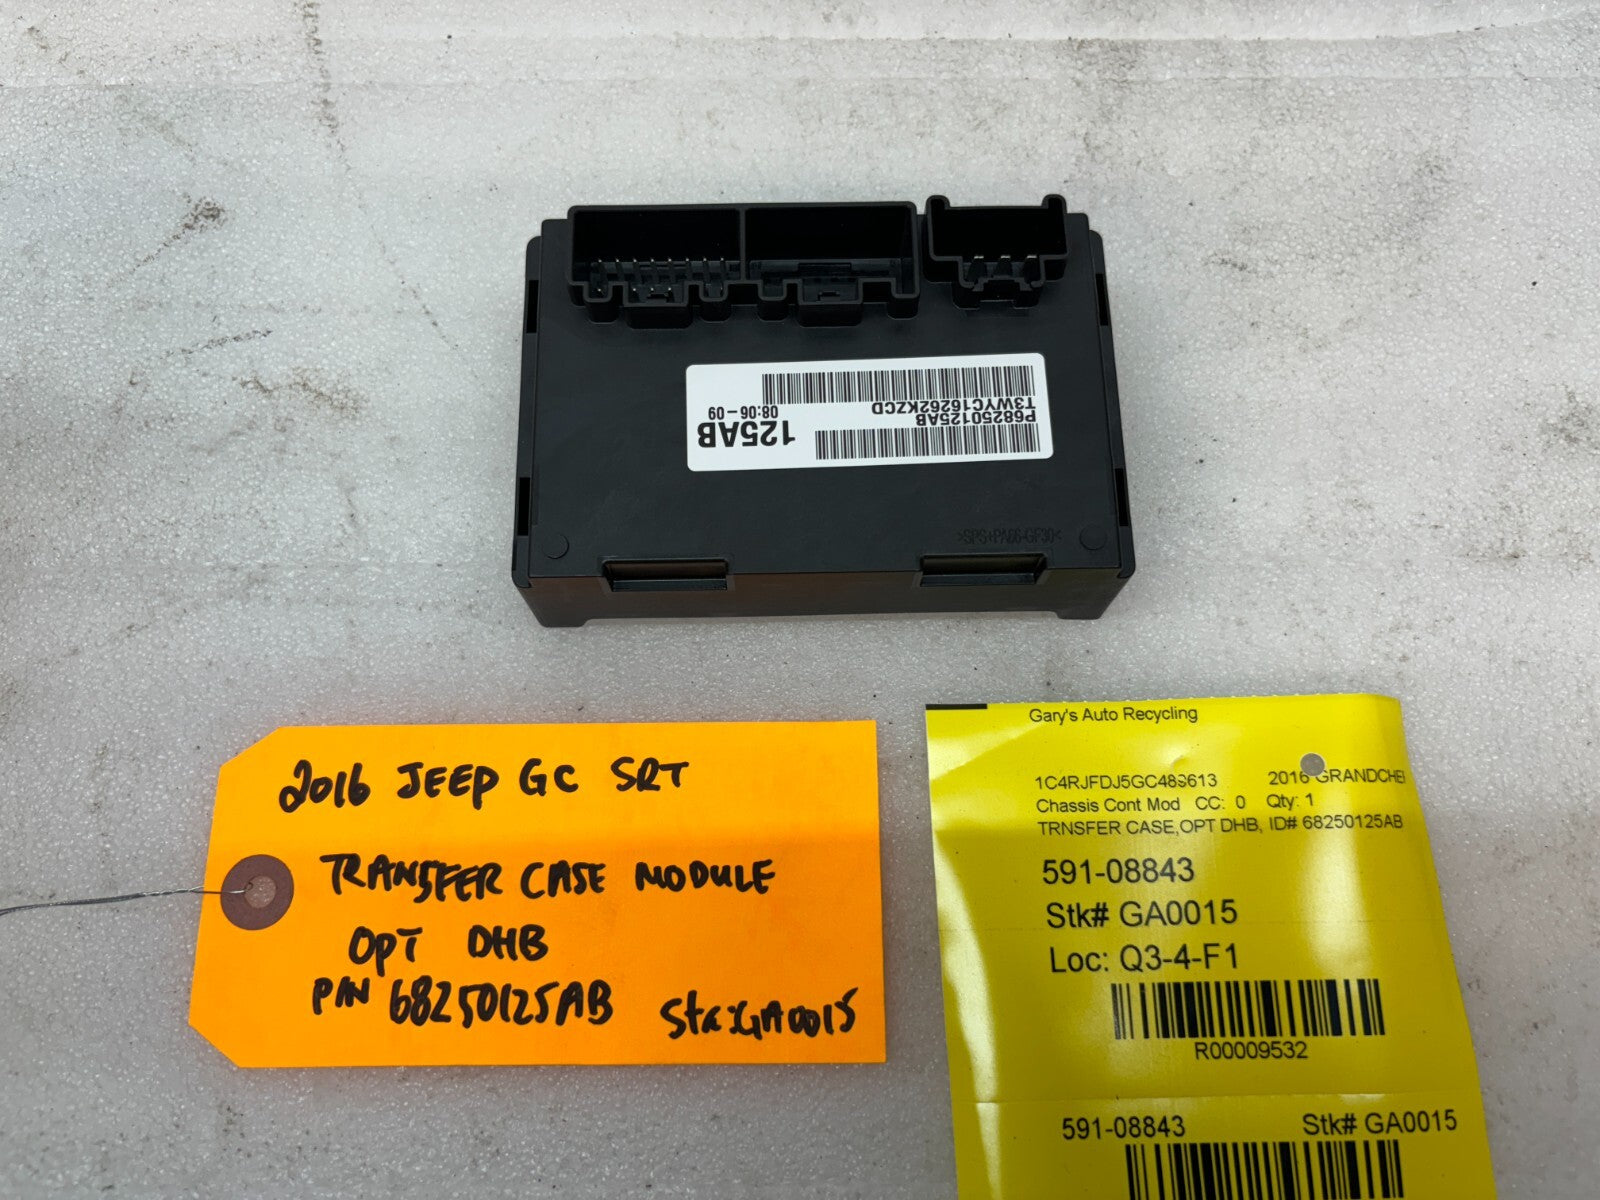 P68250125AB
125AB
T3WYC16262KZCD
08:06-09
>SPS+PA66-GF30<
2016 JEEP GC SRT
TRANSFER CASE MODULE
OPT DHB
P/N 68250125AB
Stk: GA0015
Gary's Auto Recycling
1C4RJFDJ5GC489613 2016 GRANDCHE
Chassis Cont Mod CC: 0 Qty: 1
TRNSFER CASE,OPT DHB, ID# 68250125AB
591-08843
Stk# GA0015
Loc: Q3-4-F1
R00009532
591-08843 Stk# GA0015